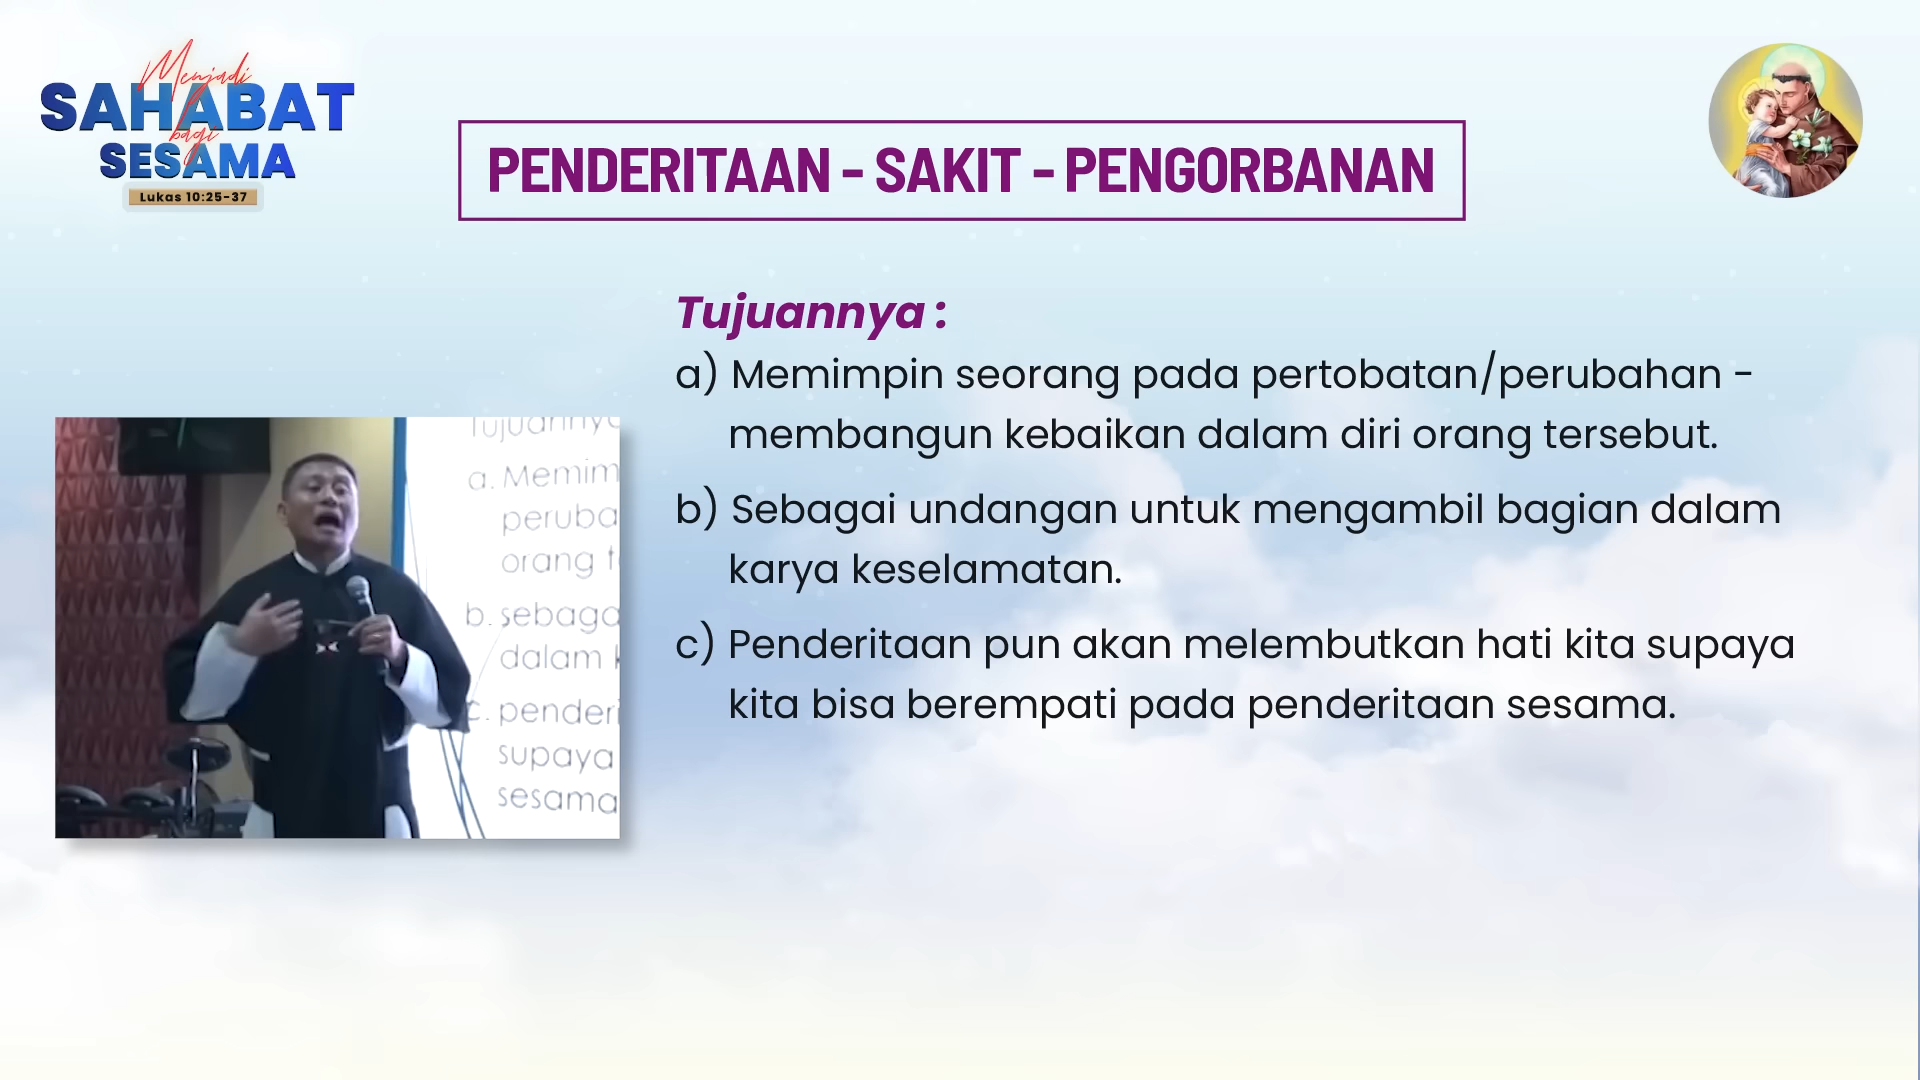 Menjadi
SAHABAT
bagi
SESAMA
Lukas 10:25-37
PENDERITAAN - SAKIT - PENGORBANAN
Tujuannya :
a) Memimpin seorang pada pertobatan/perubahan -
membangun kebaikan dalam diri orang tersebut.
b) Sebagai undangan untuk mengambil bagian dalam
karya keselamatan.
c) Penderitaan pun akan melembutkan hati kita supaya
kita bisa berempati pada penderitaan sesama.
a. Memim
peruba
orang
b. sebaga
dalam
c. penderi
supaya
sesama